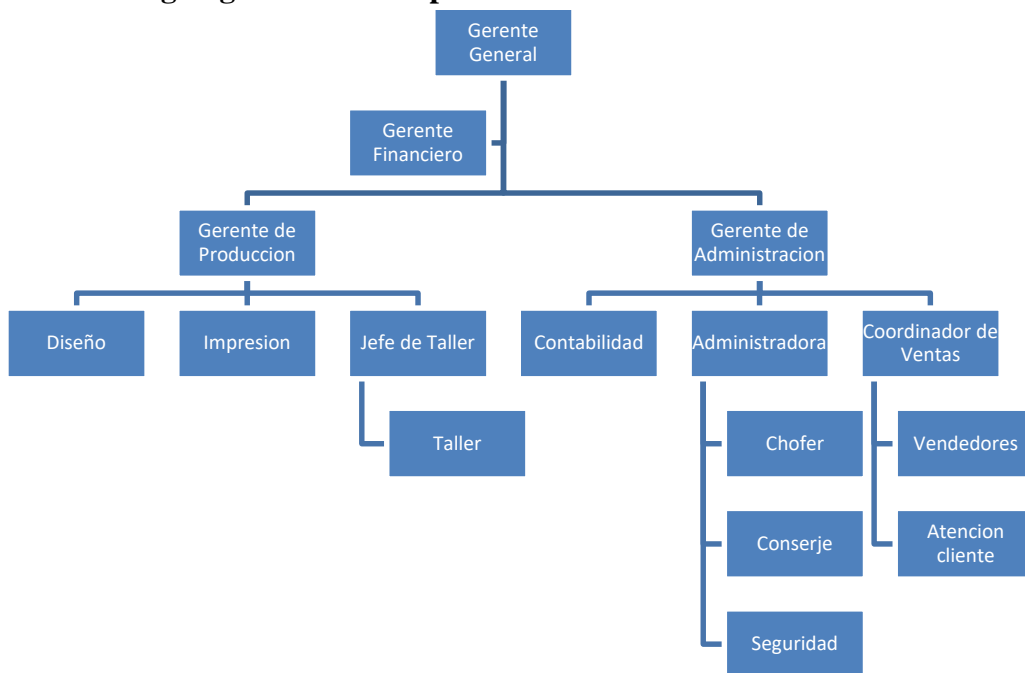 Gerente
General
Gerente
Financiero
Gerente de
Produccion
Gerente de
Administracion
Diseño
Impresion
Jefe de Taller
Contabilidad
Administradora
Coordinador de
Ventas
Taller
Chofer
Vendedores
Conserje
Atencion
cliente
Seguridad